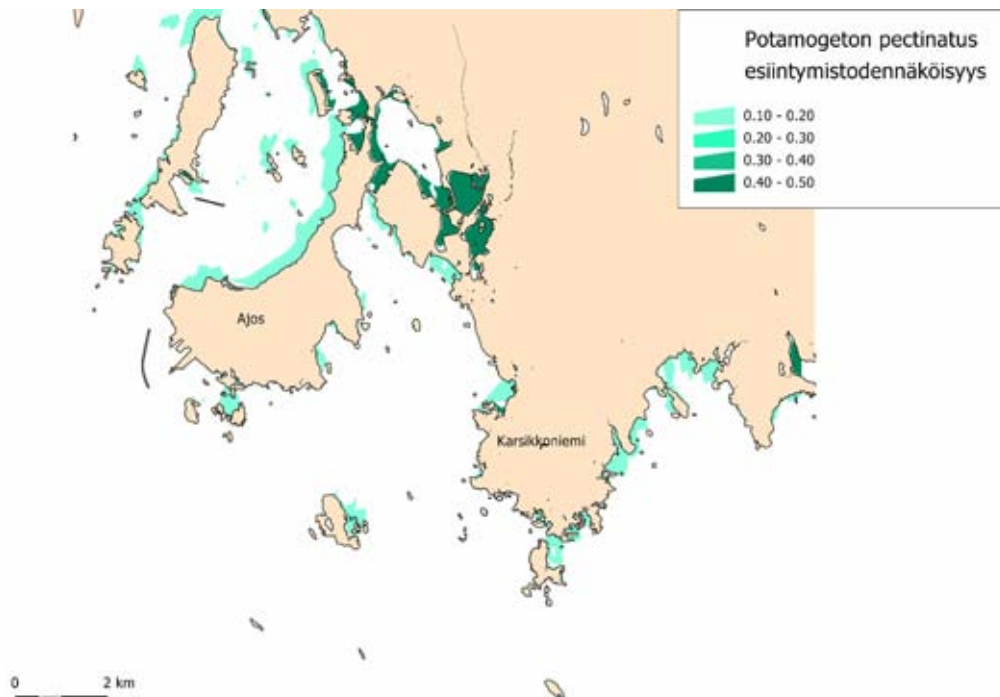 Potamogeton pectinatus
esiintymistodennäköisyys
0.10 - 0.20
0.20 - 0.30
0.30 - 0.40
0.40 - 0.50
Ajos
Karsikkoniemi
0 2 km